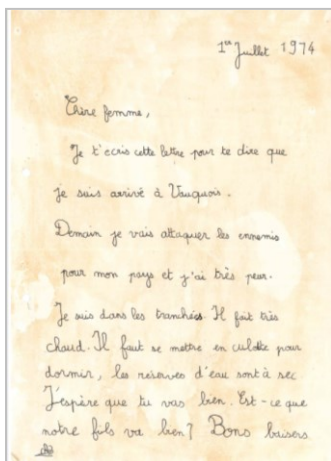 1er Juillet 1974
Chère femme,
Je t'écris cette lettre pour te dire que
je suis arrivé à Vauquois.
Demain je vais attaquer les ennemis
pour mon pays et j'ai très peur.
Je suis dans les tranchées. Il fait très
chaud. Il faut se mettre en culotte pour
dormir, les réserves d'eau sont à sec
J'espère que tu vas bien. Est-ce que
notre fils va bien? Bons baisers